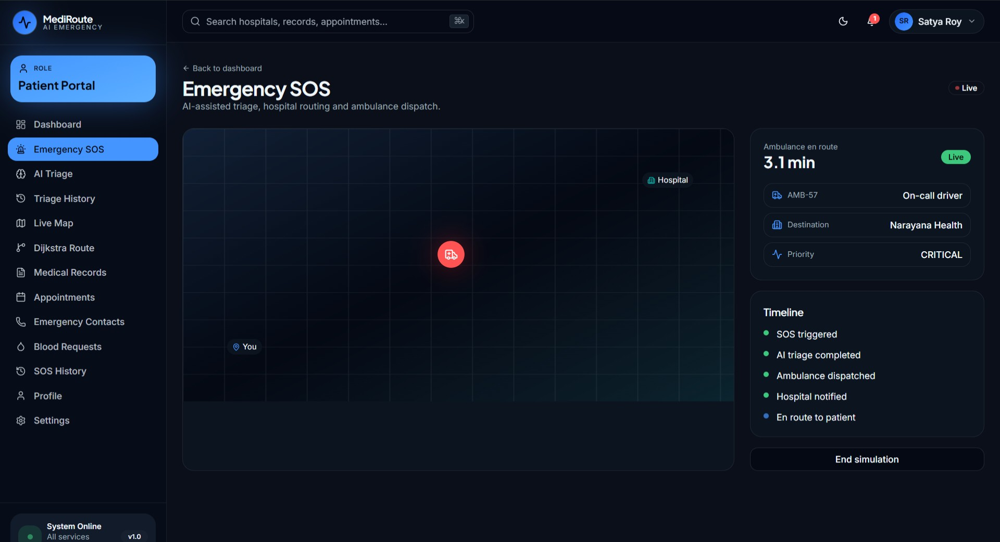 MediRoute
AI EMERGENCY
Search hospitals, records, appointments...
⌘K
1
SR
Satya Roy
ROLE
Patient Portal
Dashboard
Emergency SOS
AI Triage
Triage History
Live Map
Dijkstra Route
Medical Records
Appointments
Emergency Contacts
Blood Requests
SOS History
Profile
Settings
System Online
All services
v1.0
Back to dashboard
Emergency SOS
AI-assisted triage, hospital routing and ambulance dispatch.
Live
Hospital
You
Ambulance en route
3.1 min
Live
AMB-57
On-call driver
Destination
Narayana Health
Priority
CRITICAL
Timeline
SOS triggered
AI triage completed
Ambulance dispatched
Hospital notified
En route to patient
End simulation